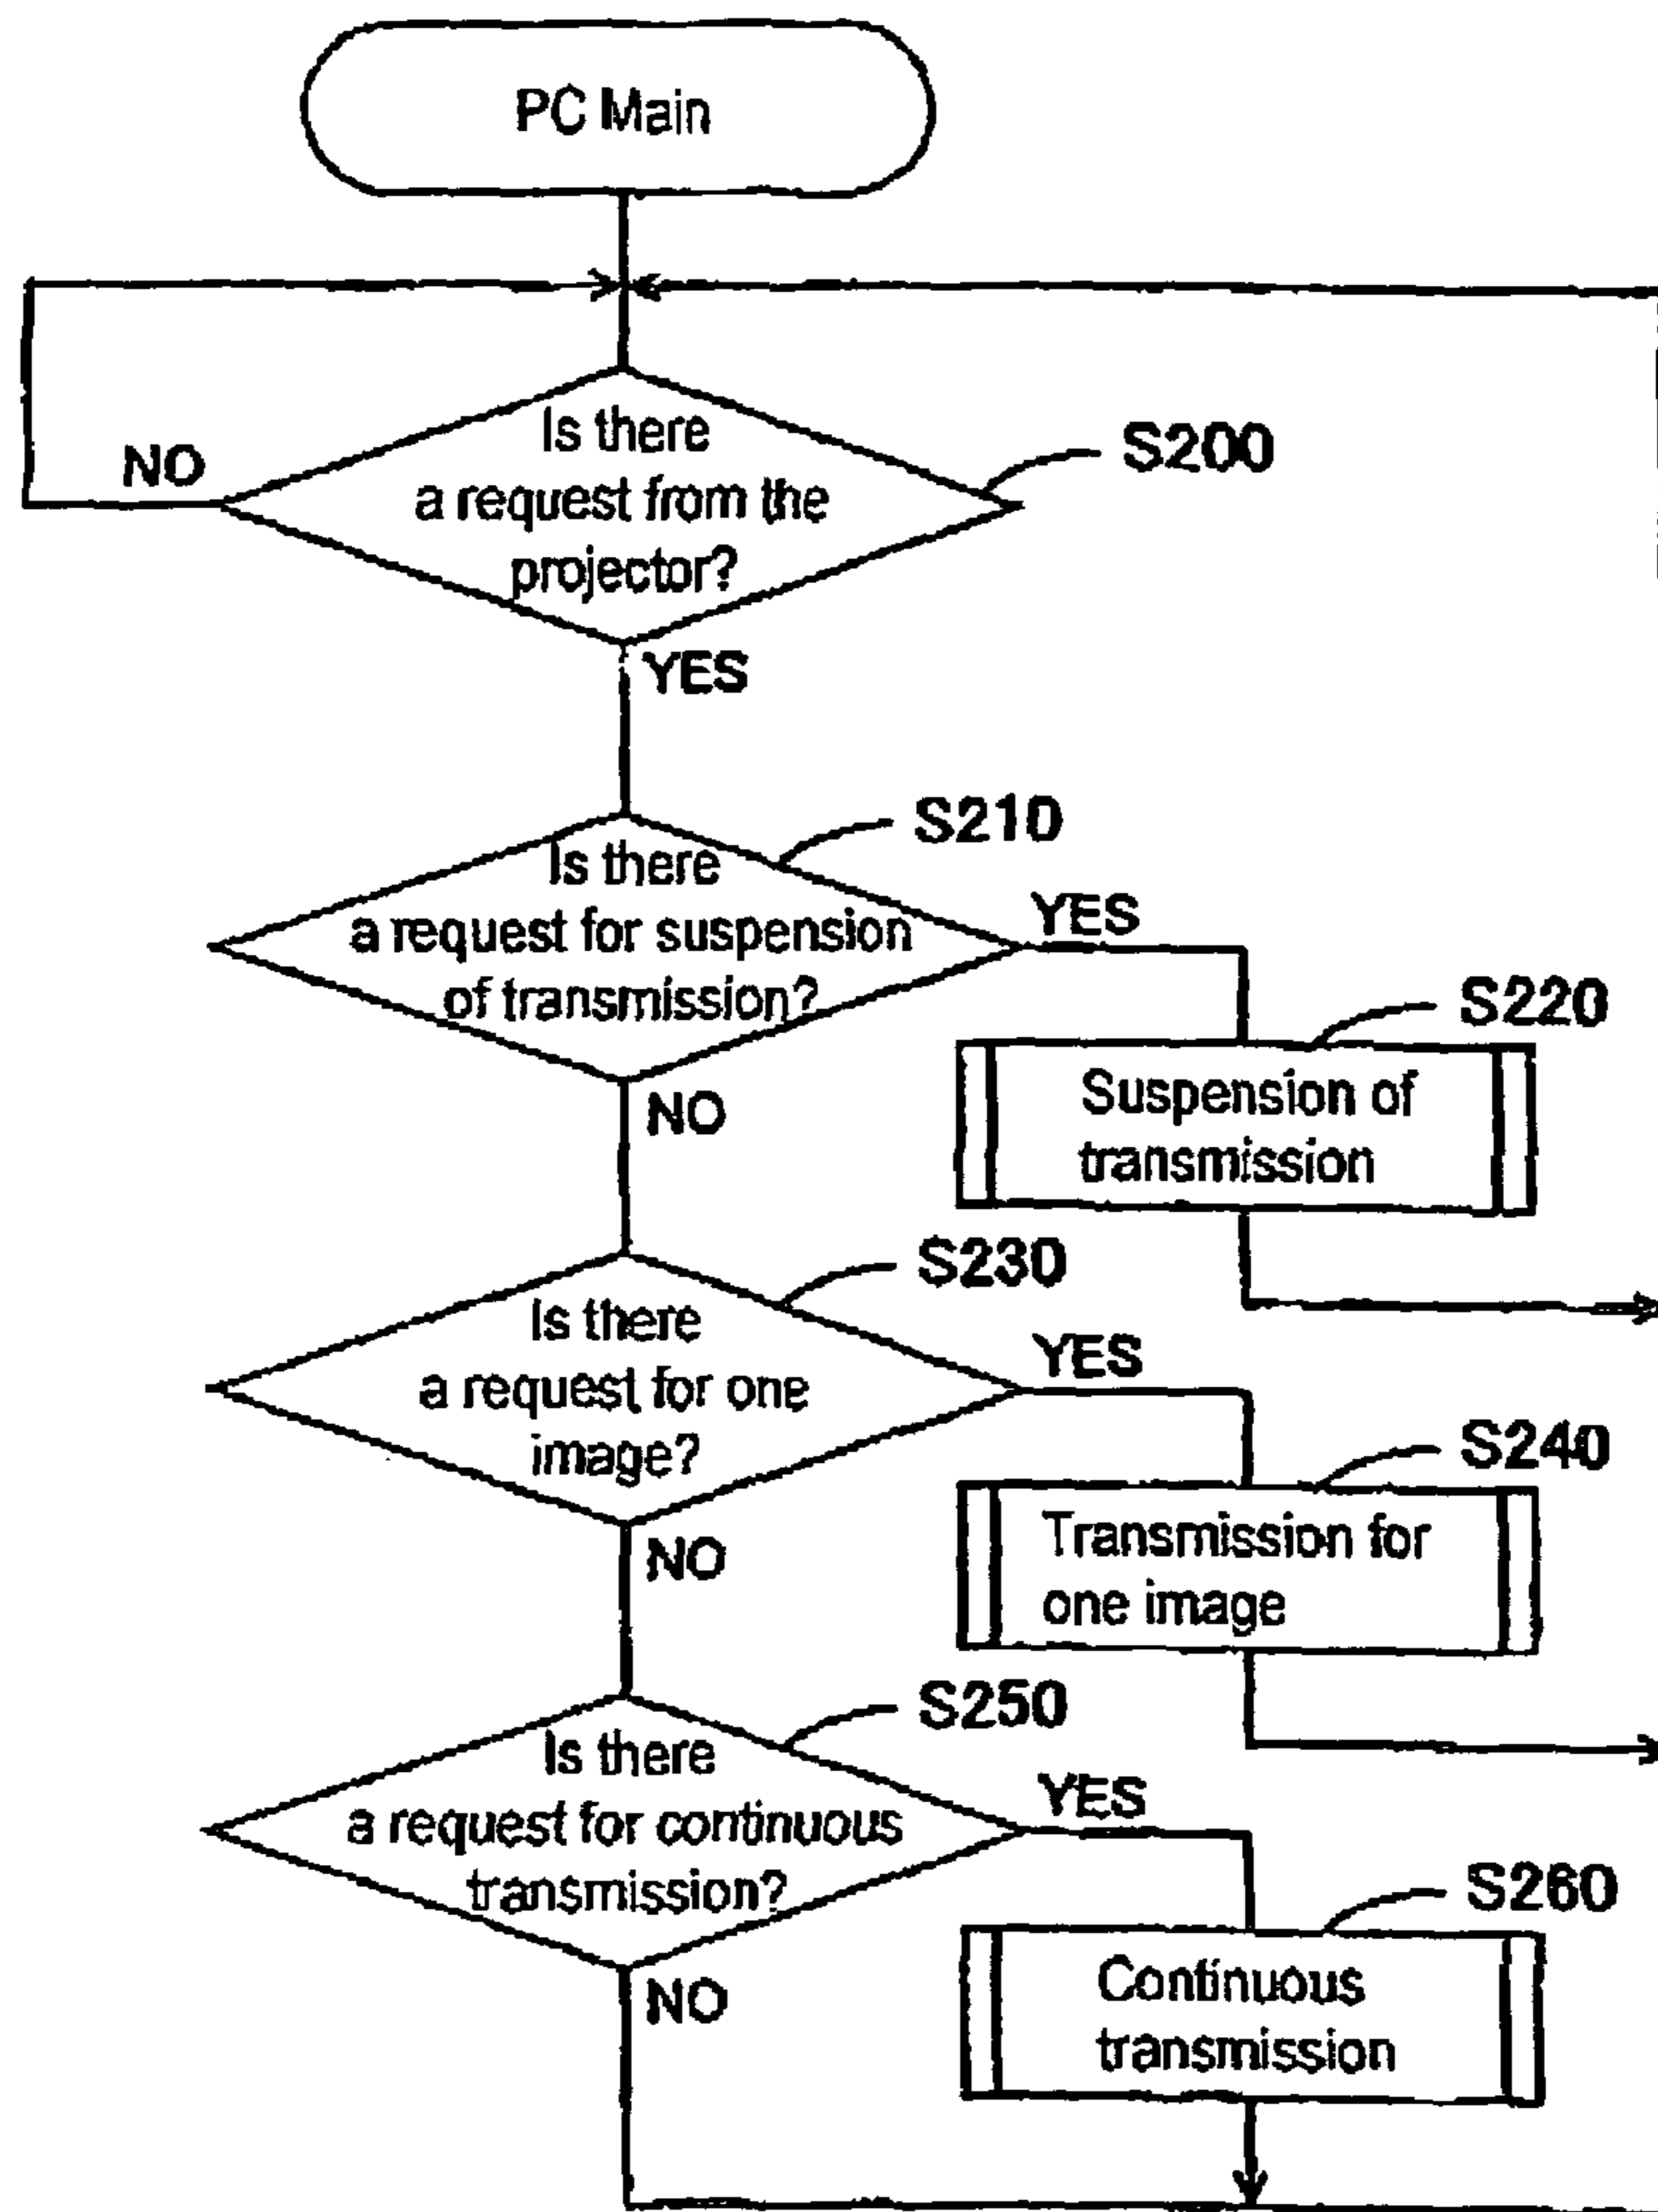 PC Main
Is there
a request from the
projector?
S200
NO
YES
S210
Is there
a request for suspension
of transmission?
YES
S220
Suspension of
transmission
NO
S230
Is there
a request for one
image?
YES
S240
Transmission for
one image
NO
S250
Is there
a request for continuous
transmission?
YES
S260
Continuous
transmission
NO